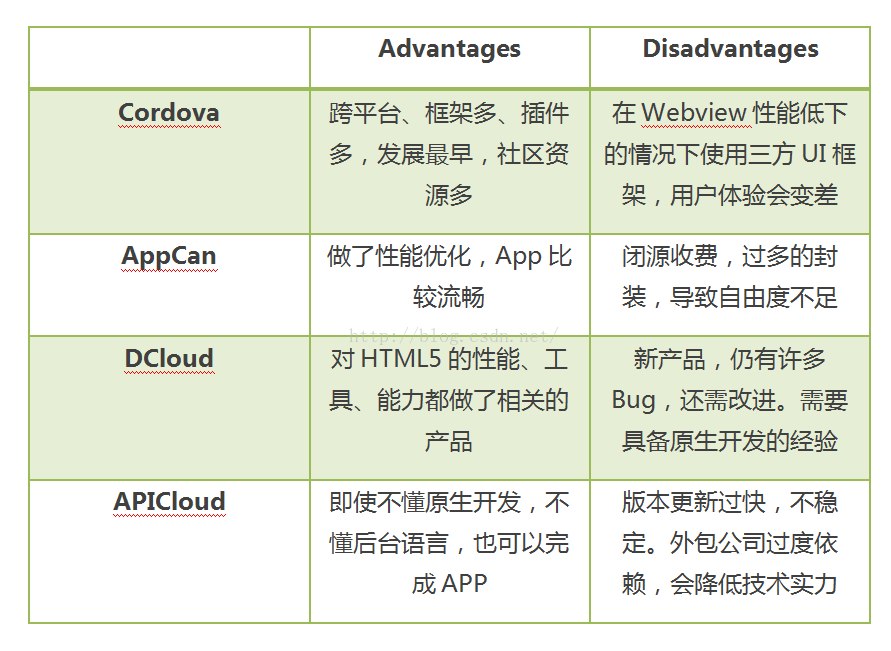 Advantages
Disadvantages
Cordova
跨平台、框架多、插件
多，发展最早，社区资
源多
在 Webview 性能低下
的情况下使用三方 UI 框
架，用户体验会变差
AppCan
做了性能优化，App 比
较流畅
闭源收费，过多的封
装，导致自由度不足
http://blog.csdn.net/
DCloud
对 HTML5 的性能、工
具、能力都做了相关的
产品
新产品，仍有许多
Bug，还需改进。需要
具备原生开发的经验
APICloud
即使不懂原生开发，不
懂后台语言，也可以完
成 APP
版本更新过快，不稳
定。外包公司过度依
赖，会降低技术实力